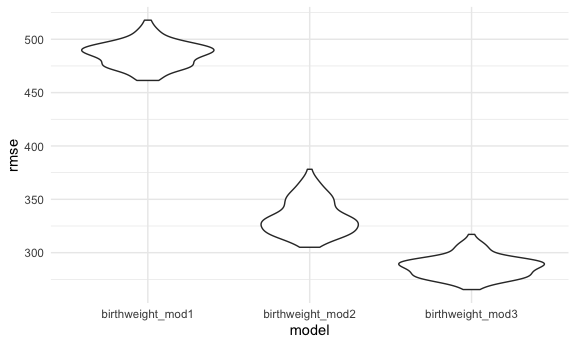 500
450
400
350
300
rmse
birthweight_mod1
birthweight_mod2
birthweight_mod3
model